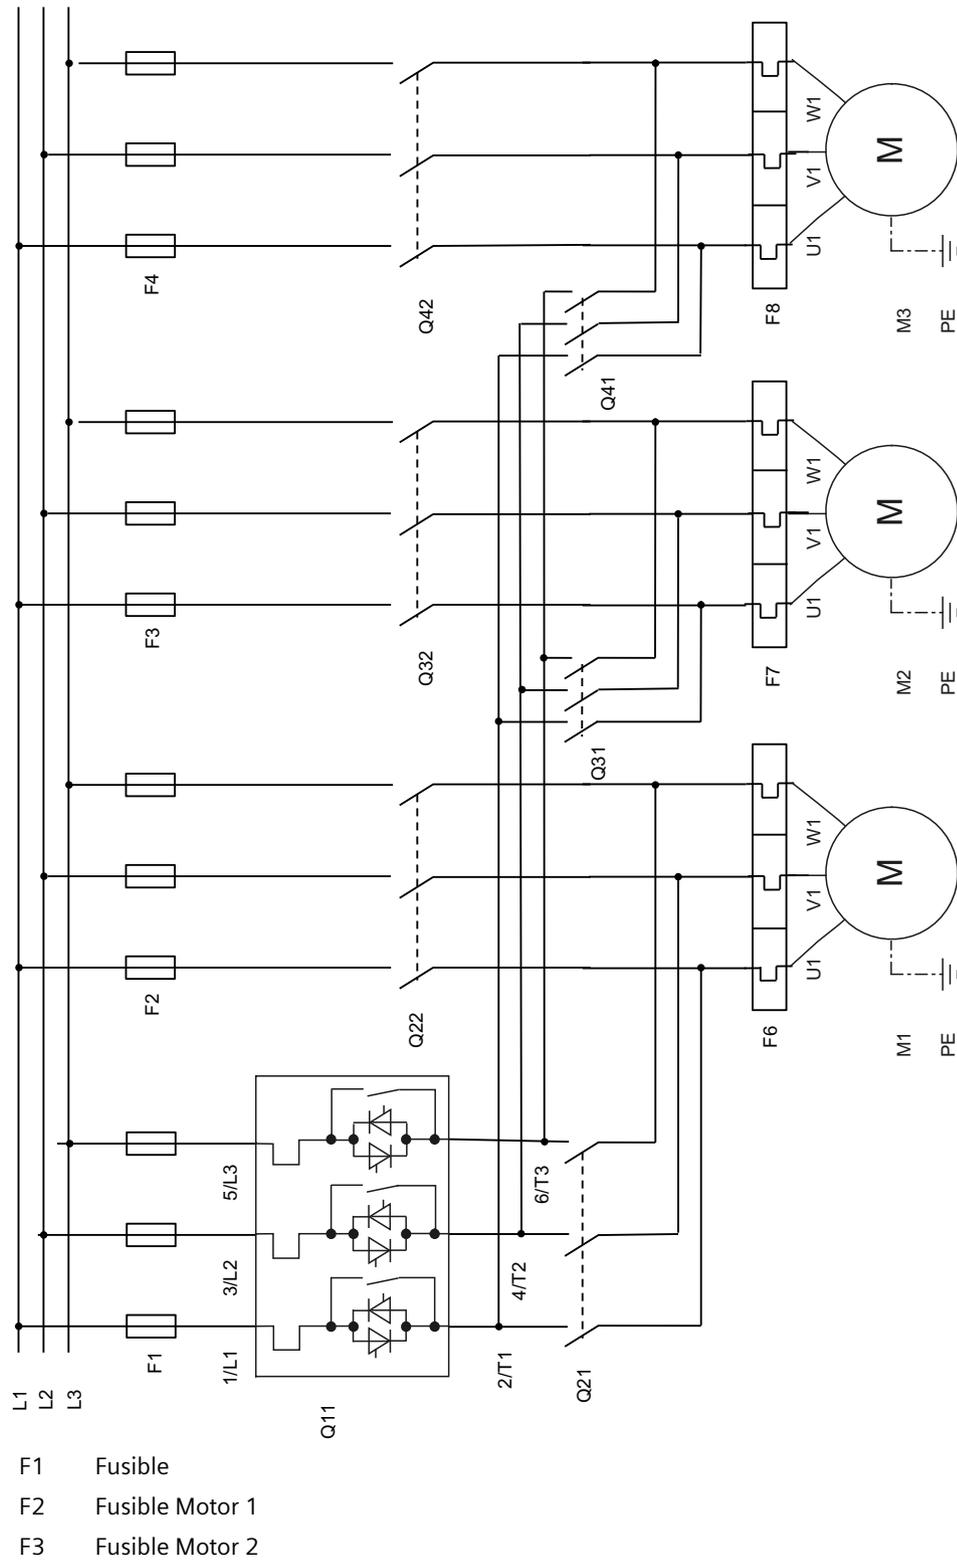 W1
V1
U1
M
F4
Q42
F8
M3
PE
Q41
W1
V1
U1
M
F3
Q32
F7
M2
PE
Q31
W1
V1
U1
M
F2
Q22
F6
M1
PE
5/L3
6/T3
3/L2
4/T2
1/L1
2/T1
F1
Q21
Q11
L1
L2
L3
F1 Fusible
F2 Fusible Motor 1
F3 Fusible Motor 2